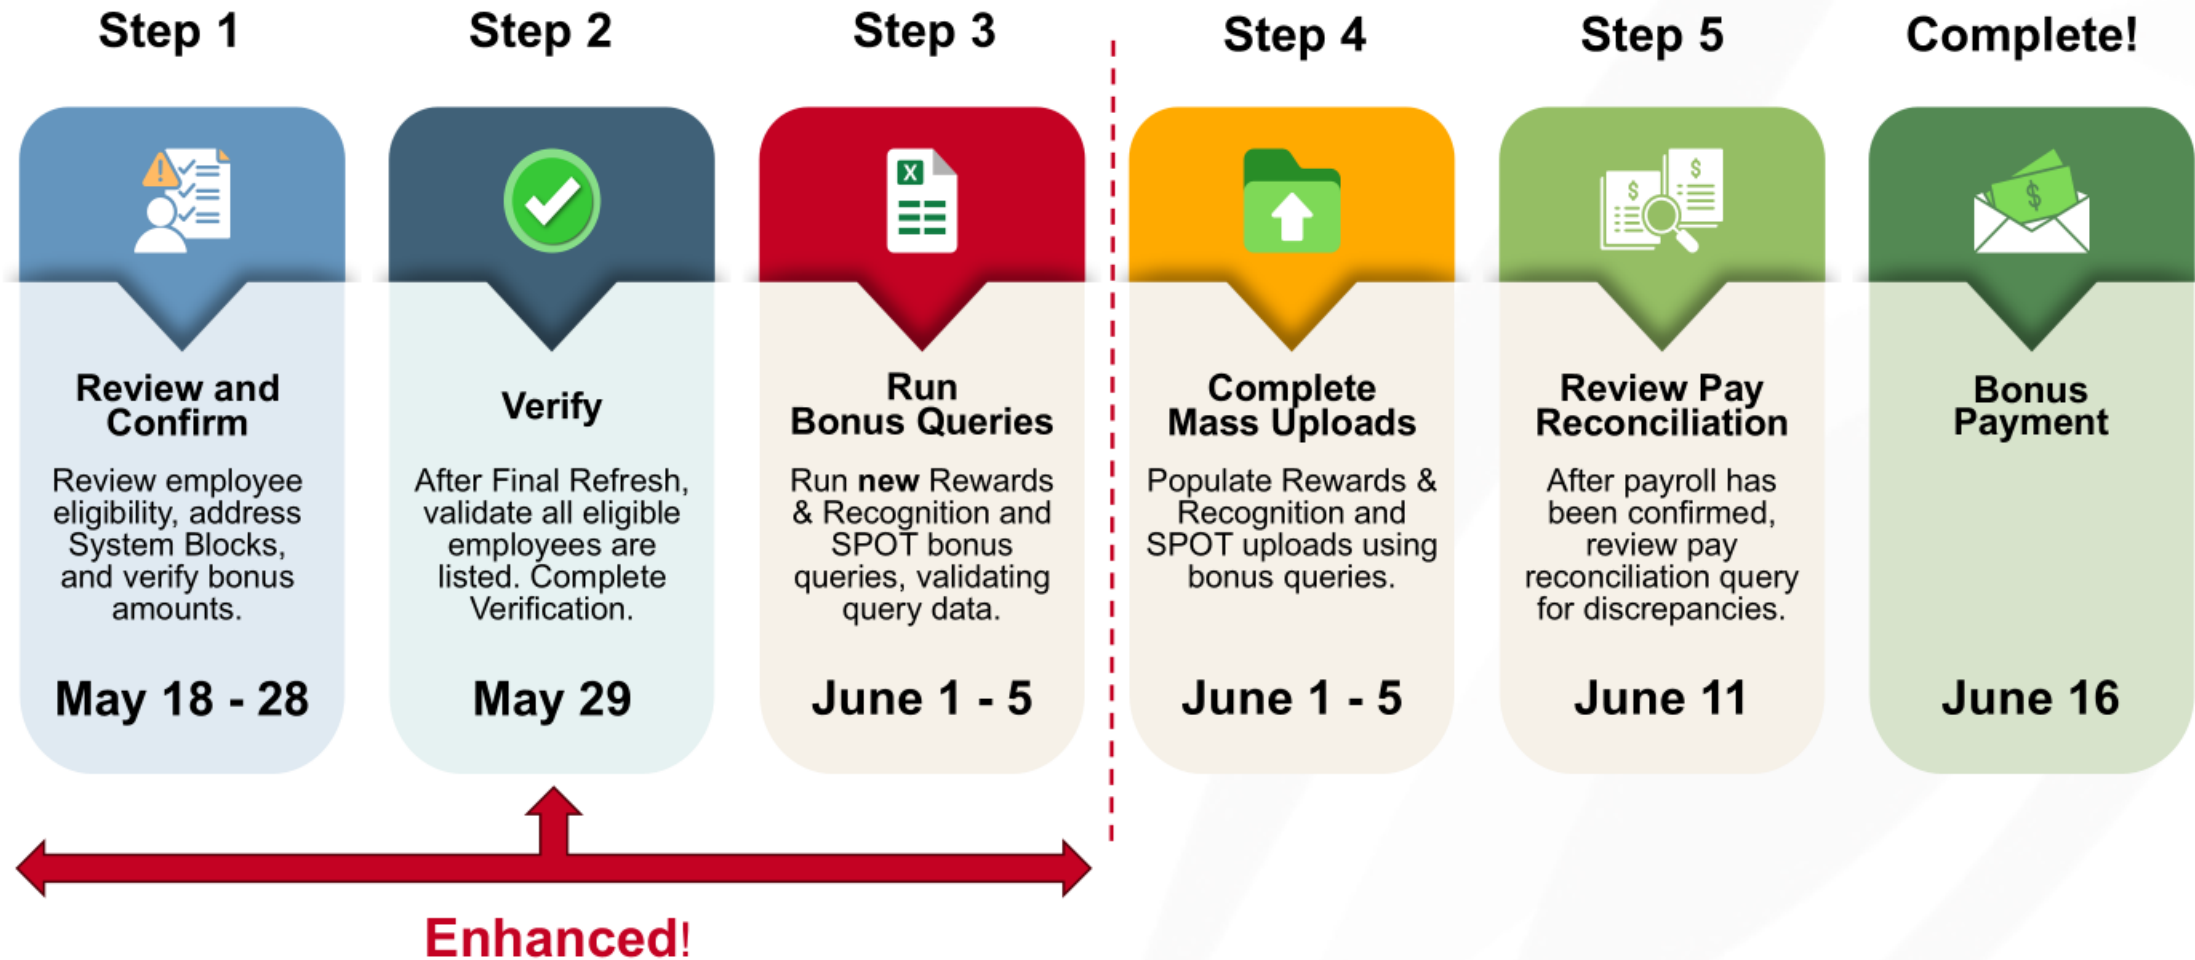 Step 1
Step 2
Step 3
Step 4
Step 5
Complete!
Review and
Confirm
Review employee
eligibility, address
System Blocks,
and verify bonus
amounts.
May 18 - 28
Verify
After Final Refresh,
validate all eligible
employees are
listed. Complete
Verification.
May 29
X
Run
Bonus Queries
Run new Rewards
& Recognition and
SPOT bonus
queries, validating
query data.
June 1 - 5
Complete
Mass Uploads
Populate Rewards &
Recognition and
SPOT uploads using
bonus queries.
June 1 - 5
$
$
Review Pay
Reconciliation
After payroll has
been confirmed,
review pay
reconciliation query
for discrepancies.
June 11
$
Bonus
Payment
June 16
Enhanced!